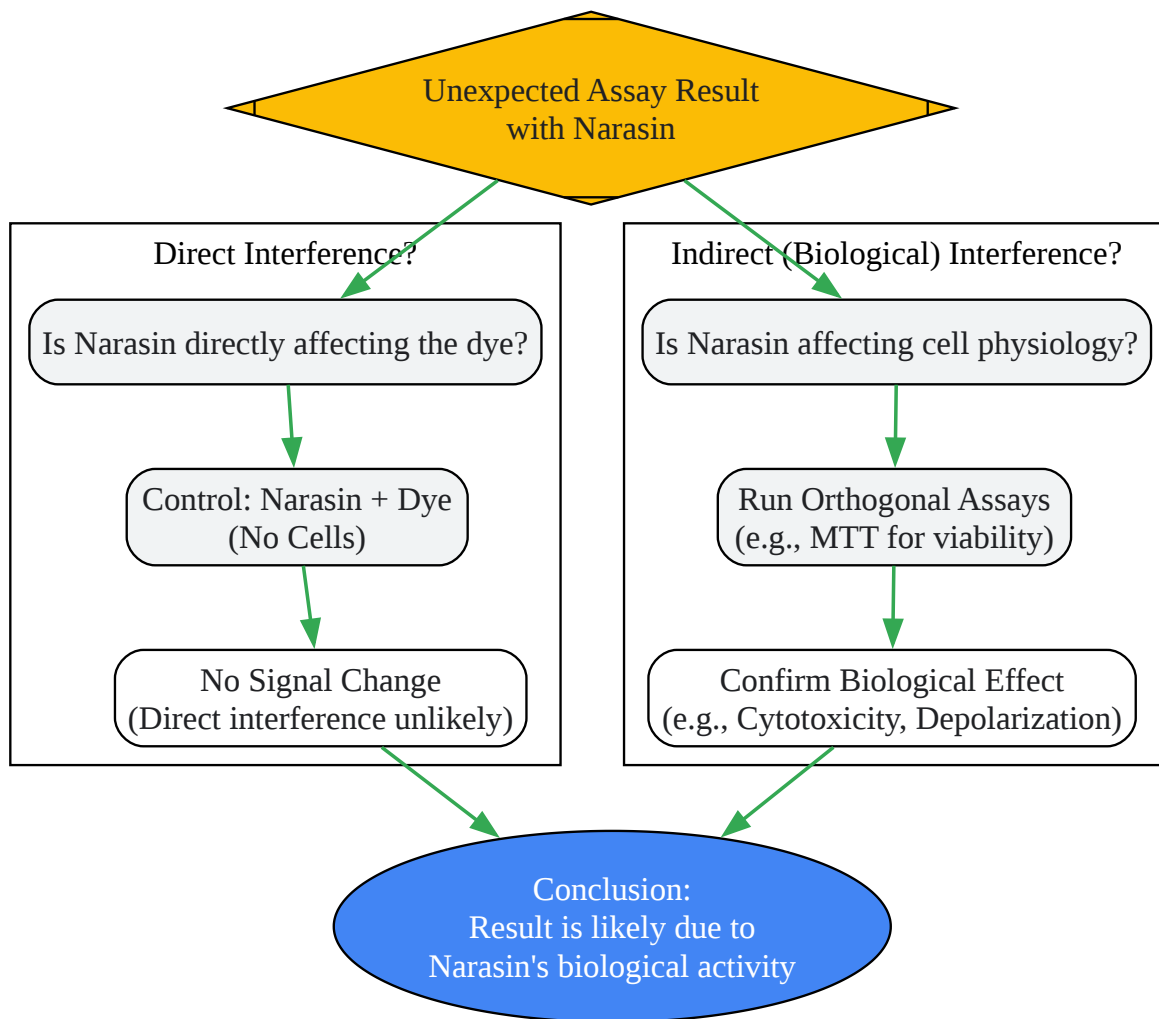 Unexpected Assay Result
with Narasin
Direct Interference?
Is Narasin directly affecting the dye?
Control: Narasin + Dye
(No Cells)
No Signal Change
(Direct interference unlikely)
Indirect (Biological) Interference?
Is Narasin affecting cell physiology?
Run Orthogonal Assays
(e.g., MTT for viability)
Confirm Biological Effect
(e.g., Cytotoxicity, Depolarization)
Conclusion:
Result is likely due to
Narasin's biological activity